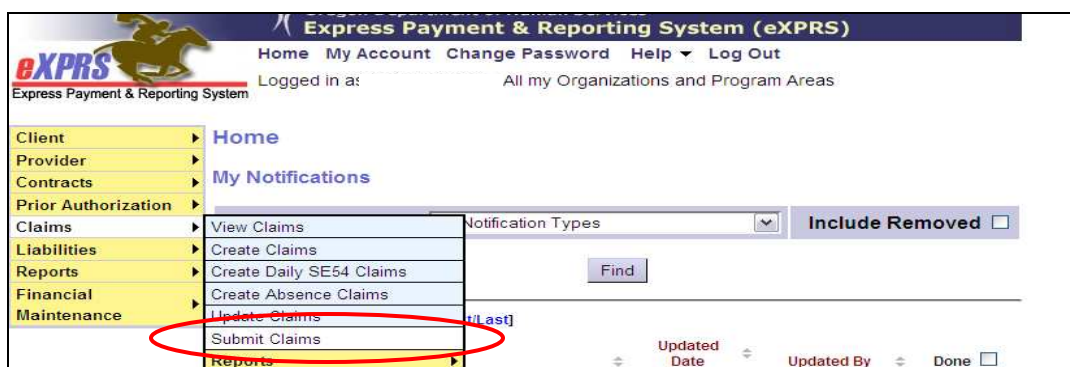 Express Payment & Reporting System (eXPRS)
Home My Account Change Password Help Log Out
eXPRS
Express Payment & Reporting System
Logged in as All my Organizations and Program Areas
Client
Provider
Contracts
Prior Authorization
Claims
Liabilities
Reports
Financial
Maintenance
Home
My Notifications
Notification Types
Include Removed
Find
View Claims
Create Claims
Create Daily SE54 Claims
Create Absence Claims
Update Claims
Submit Claims
Reports
t/Last]
Updated
Date
Updated By
Done